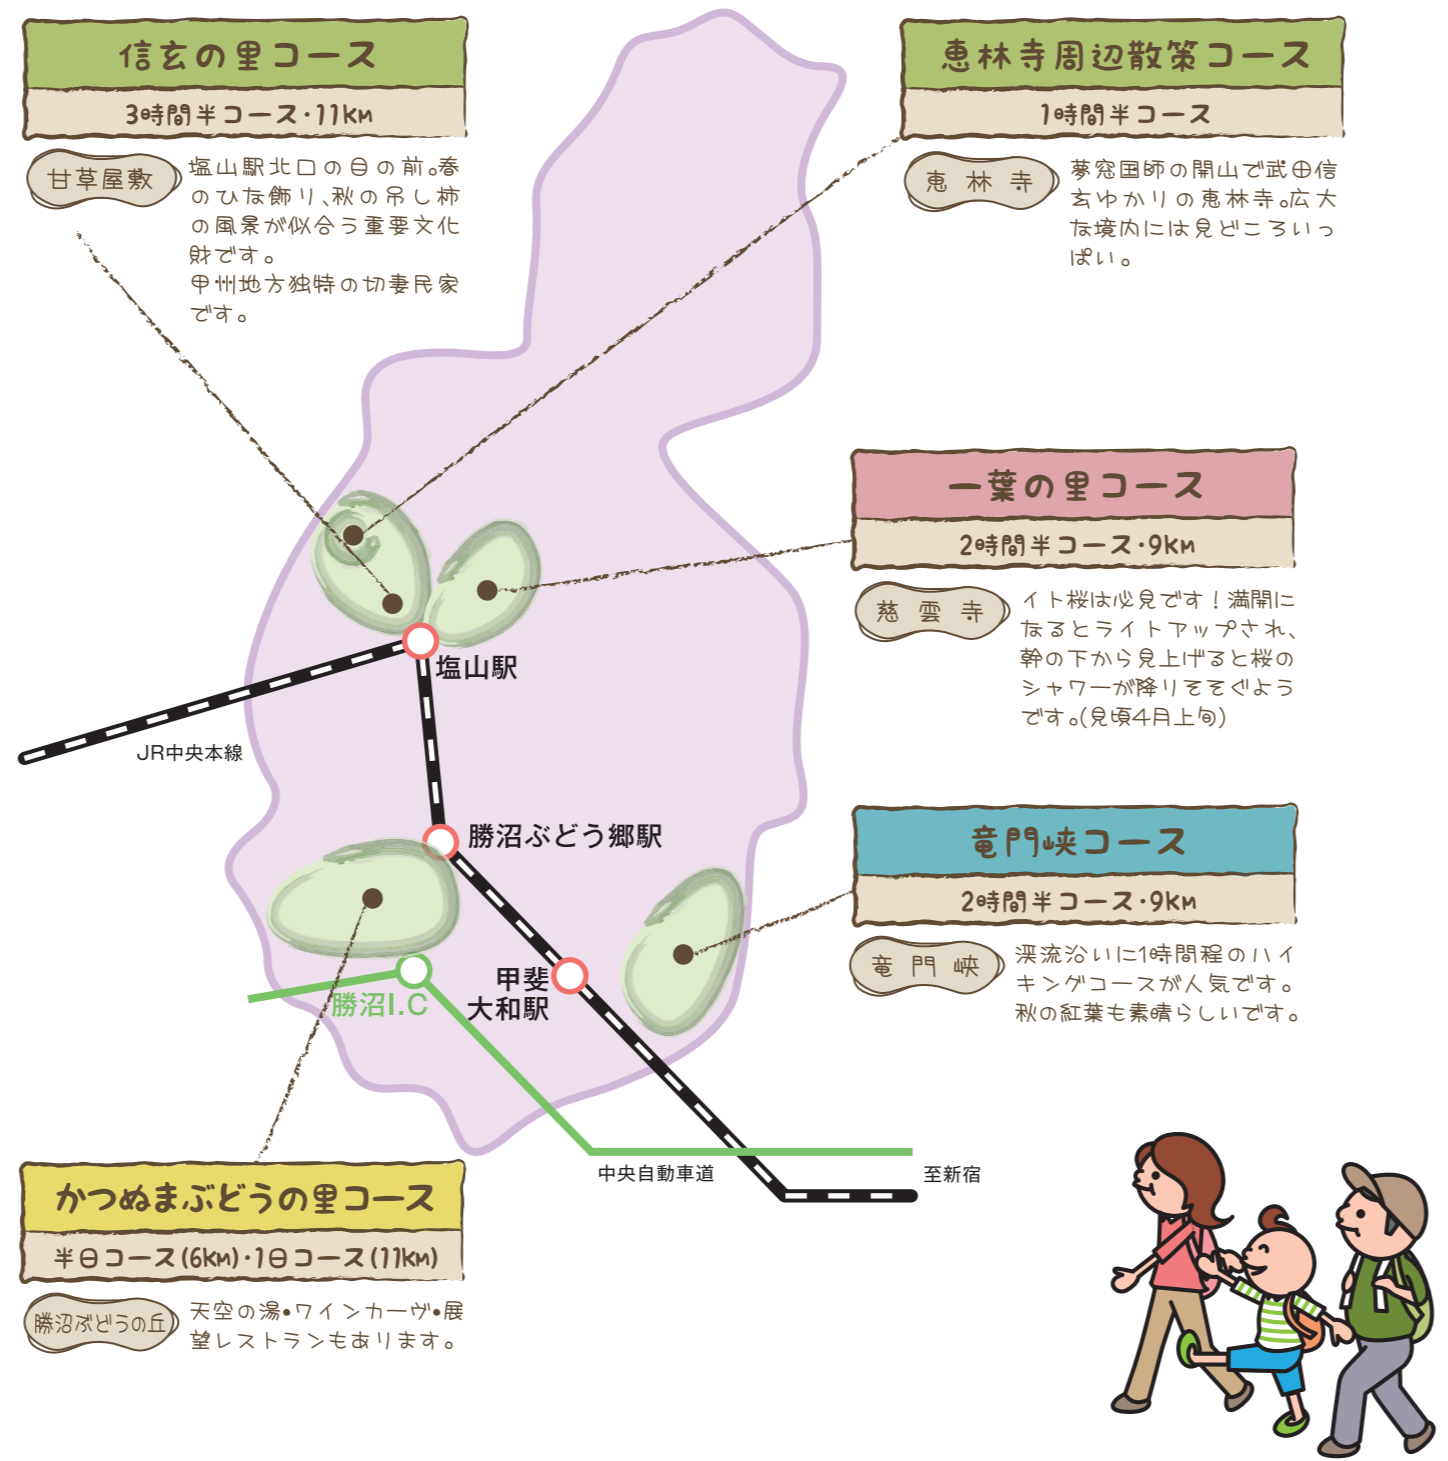 信玄の里コース
3時間半コース・11km
甘草屋敷
塩山駅北口の目の前。春
のひな飾り、秋の吊し柿
の風景が似合う重要文化
財です。
甲州地方独特の切妻民家
です。
恵林寺周辺散策コース
1時間半コース
恵林寺
夢窓国師の開山で武田信
玄ゆかりの恵林寺。広大
な境内には見どころいっ
ぱい。
一葉の里コース
2時間半コース・9km
慈雲寺
イト桜は必見です！満開に
なるとライトアップされ、
幹の下から見上げると桜の
シャワーが降りそそぐよう
です。(見頃4月上旬)
塩山駅
JR中央本線
勝沼ぶどう郷駅
竜門峡コース
2時間半コース・9km
竜門峡
渓流沿いに1時間程のハイ
キングコースが人気です。
秋の紅葉も素晴らしいです。
甲斐
大和駅
勝沼I.C
中央自動車道
至新宿
かつぬまぶどうの里コース
半日コース(6km)・1日コース(11km)
勝沼ぶどうの丘
天空の湯•ワインカーヴ•展
望レストランもあります。